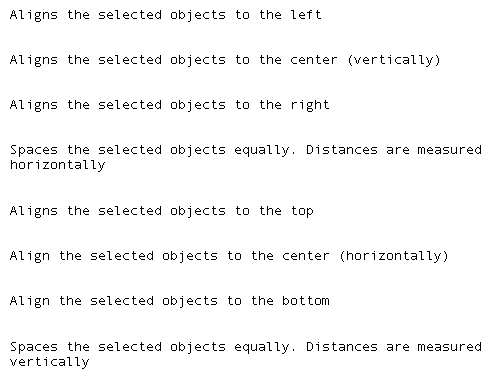 Aligns the selected objects to the left
Aligns the selected objects to the center (vertically)
Aligns the selected objects to the right
Spaces the selected objects equally. Distances are measured
horizontally
Aligns the selected objects to the top
Align the selected objects to the center (horizontally)
Align the selected objects to the bottom
Spaces the selected objects equally. Distances are measured
vertically